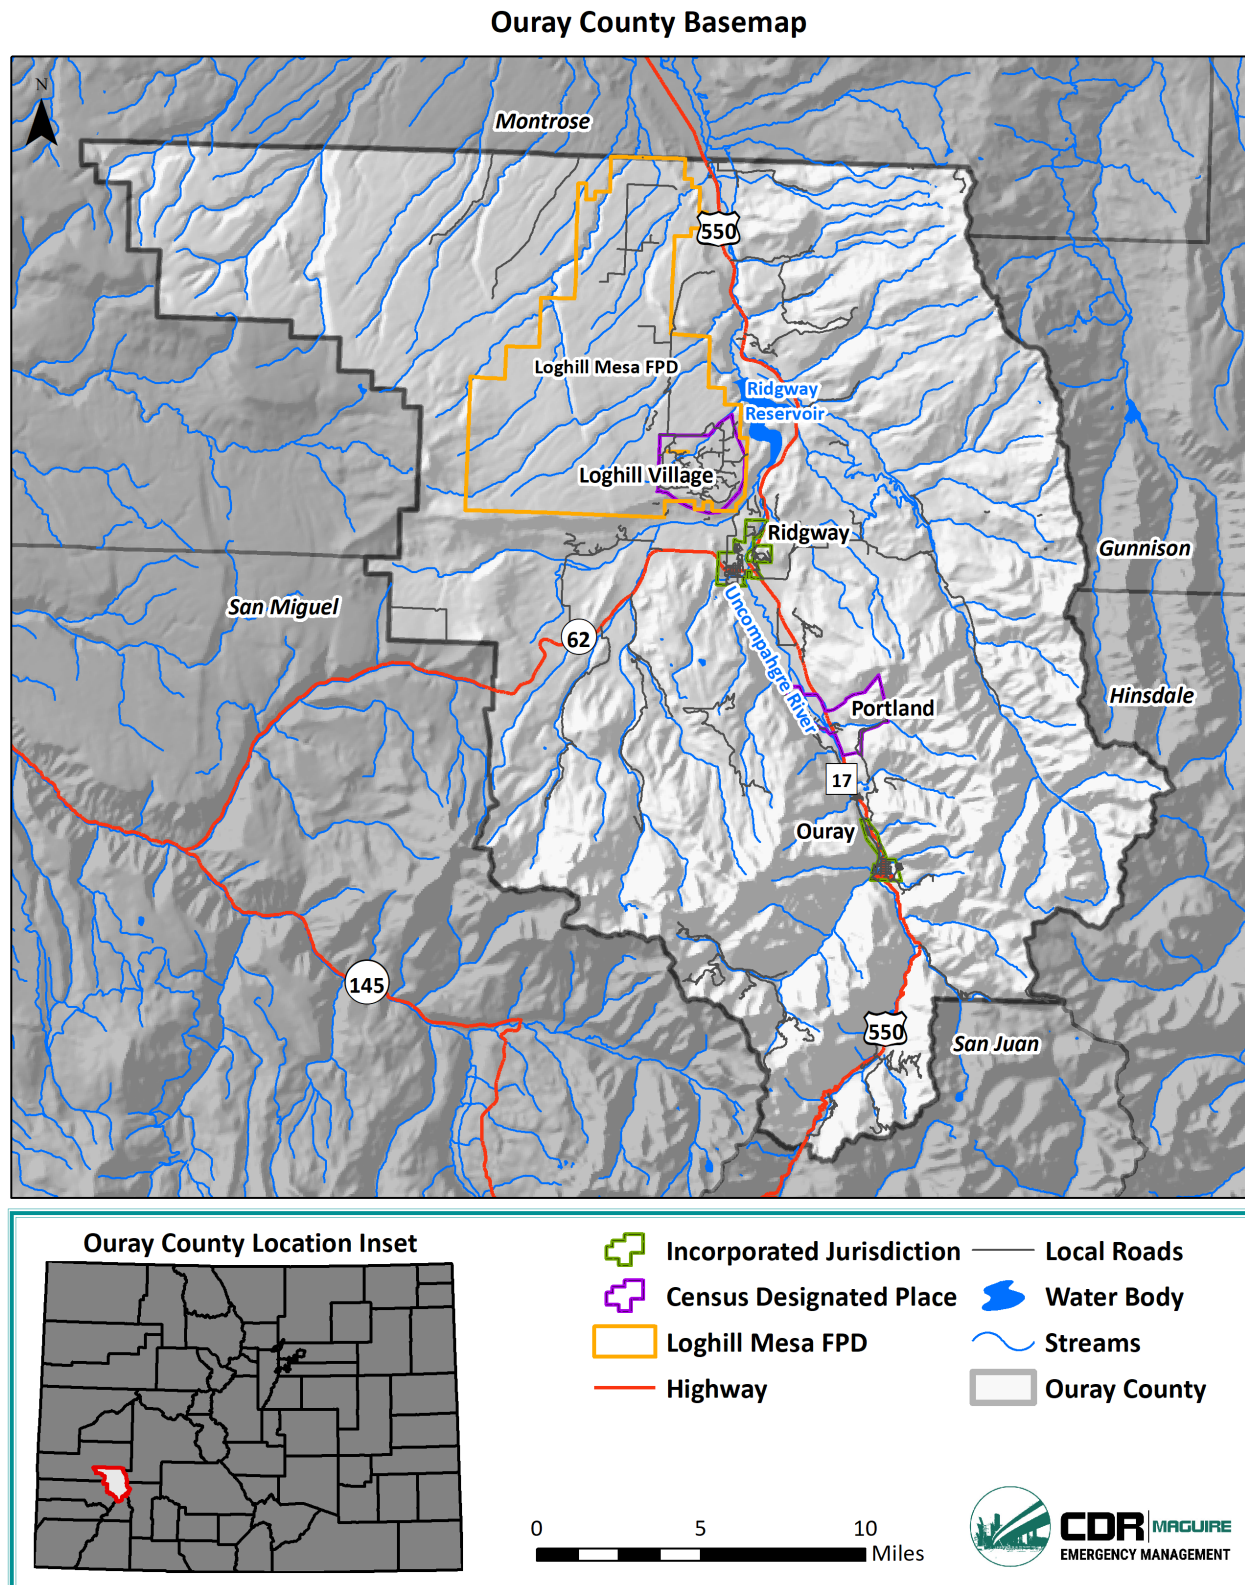 Ouray County Basemap
N
Montrose
550
Loghill Mesa FPD
Ridgway
Reservoir
Loghill Village
Ridgway
Gunnison
San Miguel
62
Uncompahgre River
Hinsdale
Portland
17
Ouray
145
550
San Juan
Ouray County Location Inset
Incorporated Jurisdiction
Local Roads
Census Designated Place
Water Body
Loghill Mesa FPD
Streams
Highway
Ouray County
0 5 10
Miles
CDR MAGUIRE
EMERGENCY MANAGEMENT